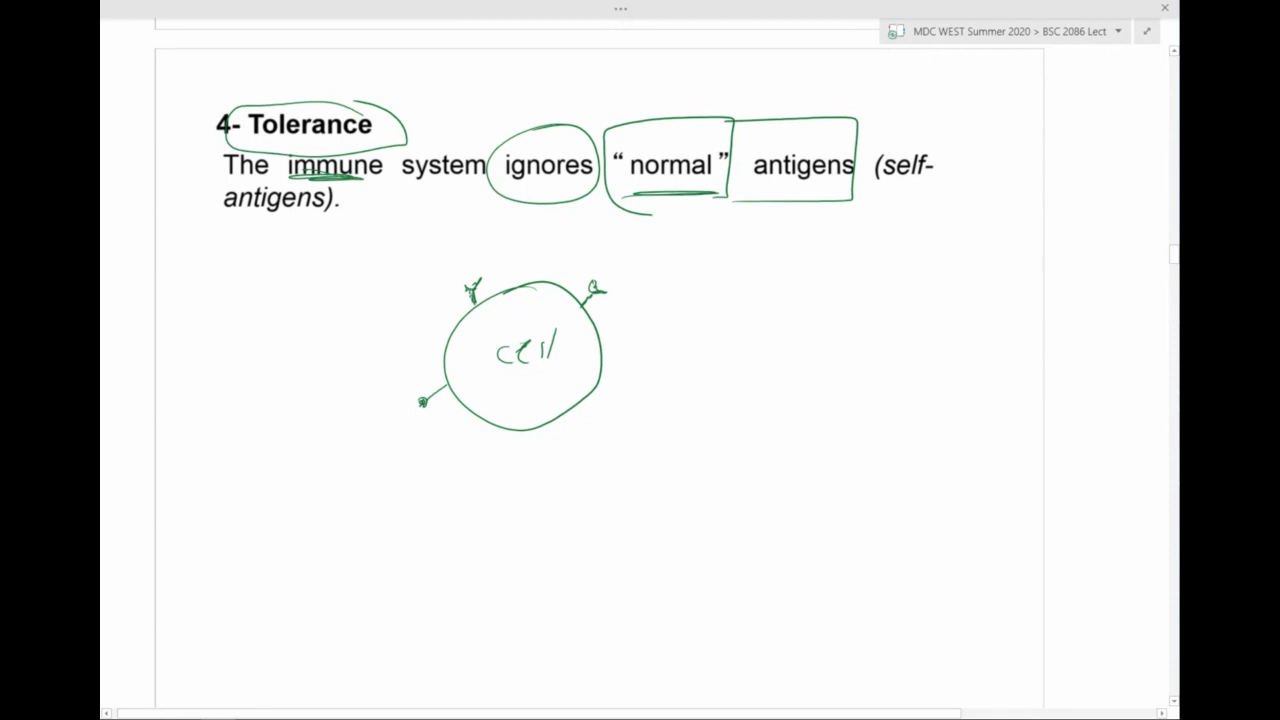 MDC WEST Summer 2020 > BSC 2086 Lect
4- Tolerance
The immune system ignores “normal” antigens (self-
antigens).
cell